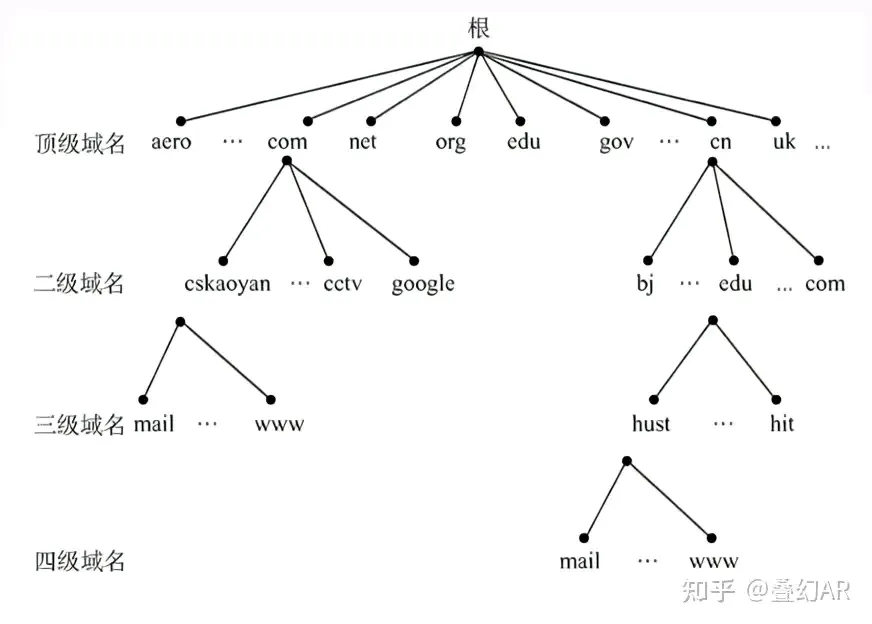 根
顶级域名 aero … com net org edu gov … cn uk ...
二级域名 cskaoyan … cctv google bj … edu ... com
三级域名 mail … www hust … hit
四级域名 mail … www
知乎 @叠幻AR